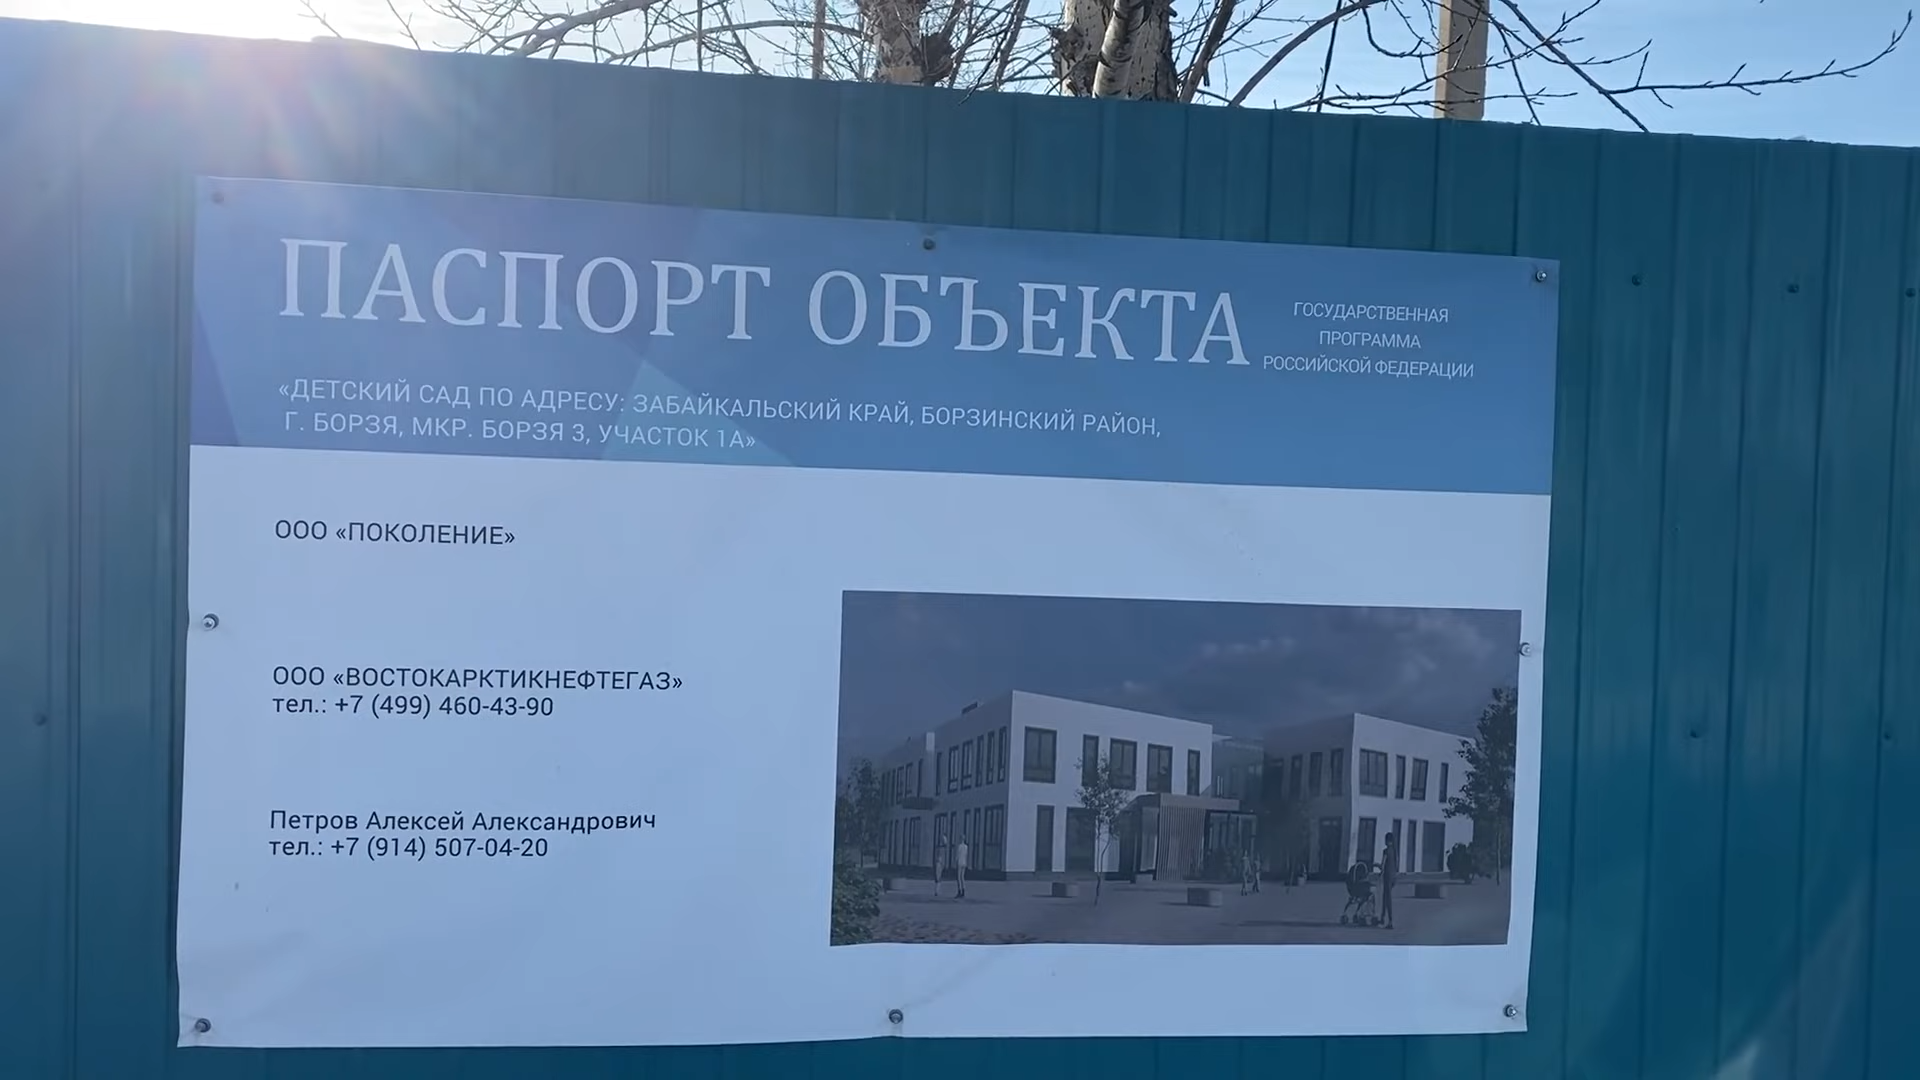 ПАСПОРТ ОБЪЕКТА
ГОСУДАРСТВЕННАЯ
ПРОГРАММА
РОССИЙСКОЙ ФЕДЕРАЦИИ
«ДЕТСКИЙ САД ПО АДРЕСУ: ЗАБАЙКАЛЬСКИЙ КРАЙ, БОРЗИНСКИЙ РАЙОН,
Г. БОРЗЯ, МКР. БОРЗЯ 3, УЧАСТОК 1А»
ООО «ПОКОЛЕНИЕ»
ООО «ВОСТОКАРКТИКНЕФТЕГАЗ»
тел.: +7 (499) 460-43-90
Петров Алексей Александрович
тел.: +7 (914) 507-04-20